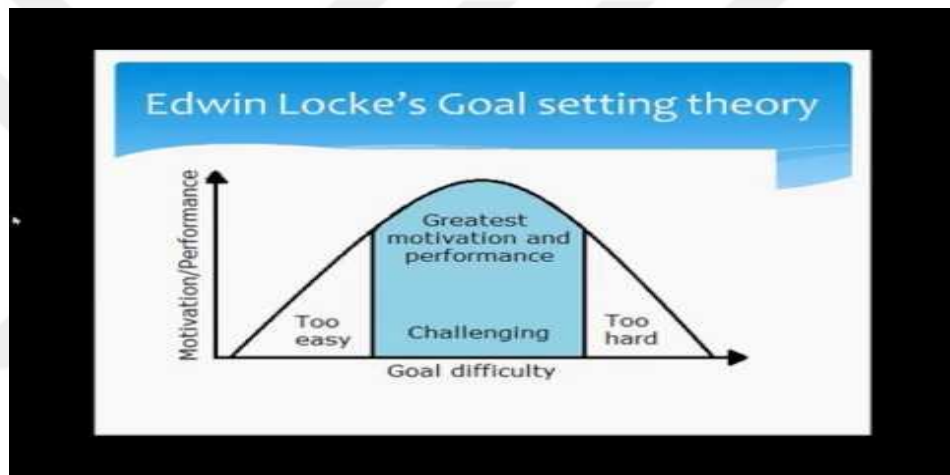 Edwin Locke's Goal setting theory
Motivation/Performance
Greatest
motivation and
performance
Too
easy
Challenging
Too
hard
Goal difficulty